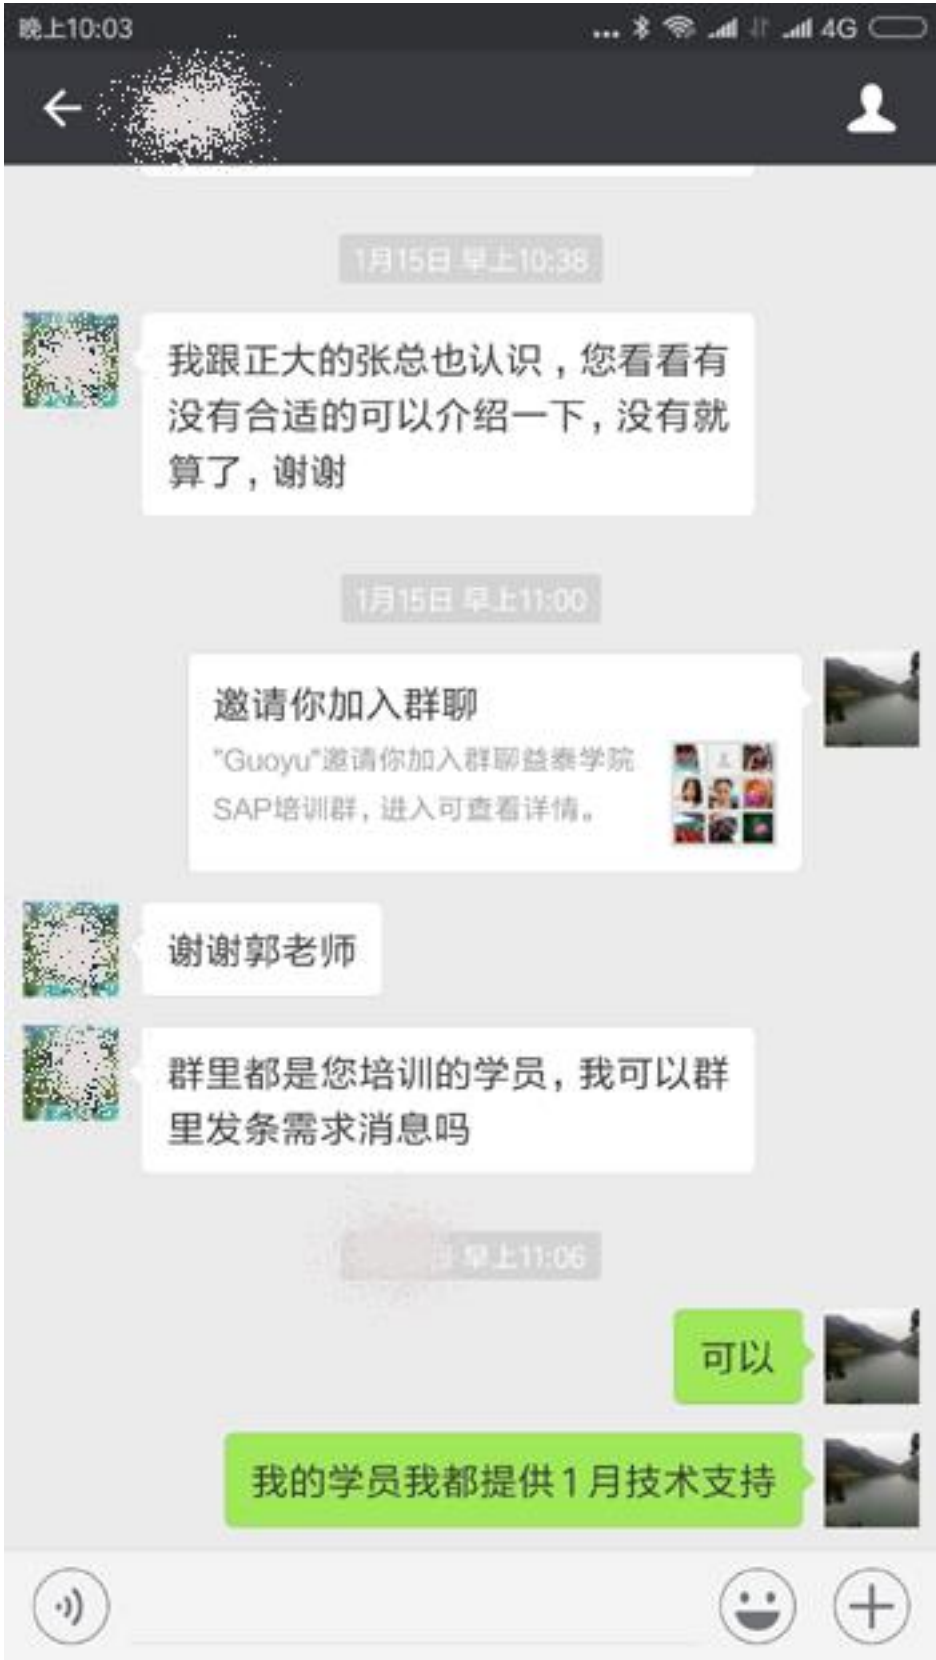 晚上10:03
4G
1月15日 早上10:38
我跟正大的张总也认识，您看看有
没有合适的可以介绍一下，没有就
算了，谢谢
1月15日 早上11:00
邀请你加入群聊
"Guoyu"邀请你加入群聊益泰学院
SAP培训群，进入可查看详情。
谢谢郭老师
群里都是您培训的学员，我可以群
里发条需求消息吗
早上11:06
可以
我的学员我都提供1月技术支持